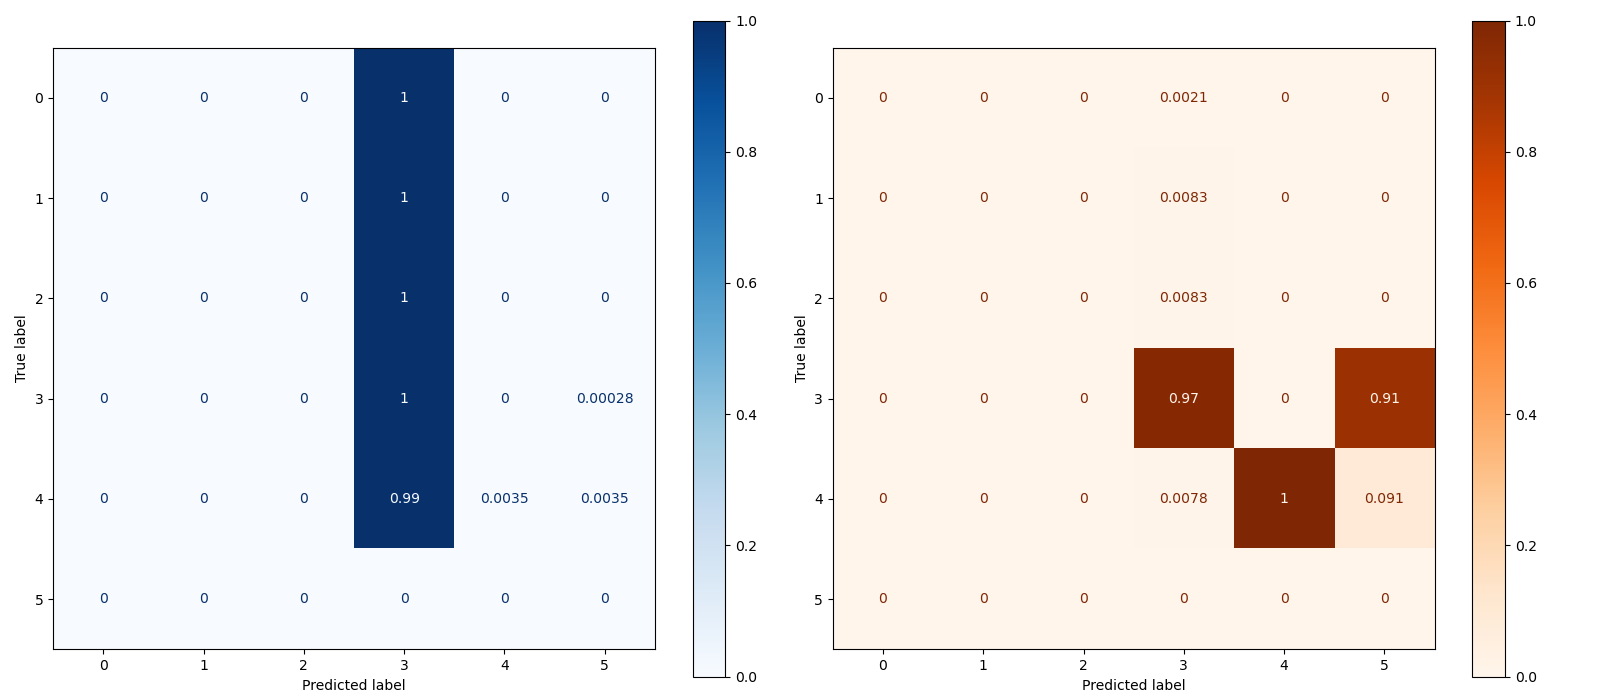 1.0
0.8
0.6
0.4
0.2
0.0
True label
0 0 0 0 1 0 0
1 0 0 0 1 0 0
2 0 0 0 1 0 0
3 0 0 0 1 0 0.00028
4 0 0 0 0.99 0.0035 0.0035
5 0 0 0 0 0 0
0 1 2 3 4 5
Predicted label
1.0
0.8
0.6
0.4
0.2
0.0
True label
0 0 0 0 0.0021 0 0
1 0 0 0 0.0083 0 0
2 0 0 0 0.0083 0 0
3 0 0 0 0.97 0 0.91
4 0 0 0 0.0078 1 0.091
5 0 0 0 0 0 0
0 1 2 3 4 5
Predicted label